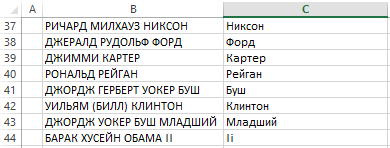 A B C
37 РИЧАРД МИЛХАУЗ НИКСОН Никсон
38 ДЖЕРАЛД РУДОЛЬФ ФОРД Форд
39 ДЖИММИ КАРТЕР Картер
40 РОНАЛЬД РЕЙГАН Рейган
41 ДЖОРДЖ ГЕРБЕРТ УОКЕР БУШ Буш
42 УИЛЬЯМ (БИЛЛ) КЛИНТОН Клинтон
43 ДЖОРДЖ УОКЕР БУШ МЛАДШИЙ Младший
44 БАРАК ХУСЕЙН ОБАМА II Ii